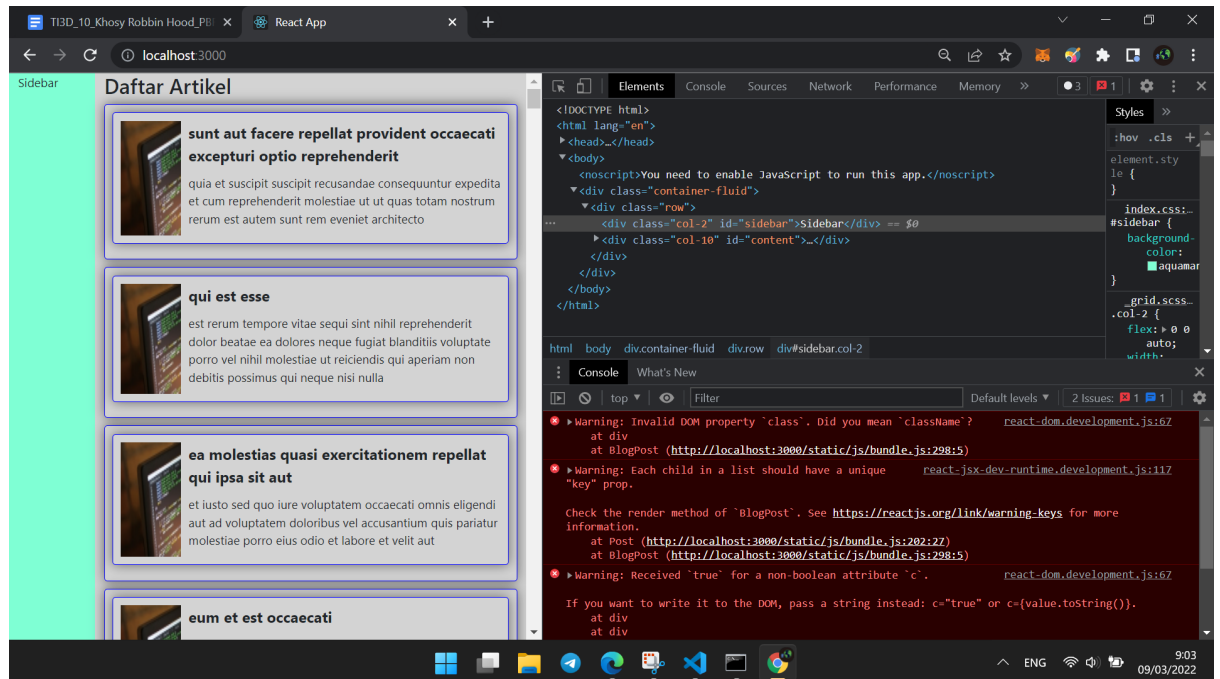 TI3D_10_Khosy Robbin Hood_PB
React App
localhost:3000
Sidebar
Daftar Artikel
sunt aut facere repellat provident occaecati
excepturi optio reprehenderit
quia et suscipit suscipit recusandae consequuntur expedita
et cum reprehenderit molestiae ut ut quas totam nostrum
rerum est autem sunt rem eveniet architecto
qui est esse
est rerum tempore vitae sequi sint nihil reprehenderit
dolor beatae ea dolores neque fugiat blanditiis voluptate
porro vel nihil molestiae ut reiciendis qui aperiam non
debitis possimus qui neque nisi nulla
ea molestias quasi exercitationem repellat
qui ipsa sit aut
et iusto sed quo iure voluptatem occaecati omnis eligendi
aut ad voluptatem doloribus vel accusantium quis pariatur
molestiae porro eius odio et labore et velit aut
eum et est occaecati
Elements Console Sources Network Performance Memory » 3 1
<!DOCTYPE html>
<html lang="en">
<head>…</head>
<body>
<noscript>You need to enable JavaScript to run this app.</noscript>
<div class="container-fluid">
<div class="row">
<div class="col-2" id="sidebar">Sidebar</div> == $0
<div class="col-10" id="content">…</div>
</div>
</div>
</body>
</html>
html body div.container-fluid div.row div#sidebar.col-2
Styles »
:hov .cls +
element.sty
le {
}
index.css:…
#sidebar {
background-
color:
aquamar
}
_grid.scss…
.col-2 {
flex: 0 0
auto;
width:
Console What's New
top Filter Default levels 2 Issues: 1 1
Warning: Invalid DOM property `class`. Did you mean `className`? react-dom.development.js:67
at div
at BlogPost (http://localhost:3000/static/js/bundle.js:298:5)
Warning: Each child in a list should have a unique react-jsx-dev-runtime.development.js:117
"key" prop.
Check the render method of `BlogPost`. See https://reactjs.org/link/warning-keys for more
information.
at Post (http://localhost:3000/static/js/bundle.js:202:27)
at BlogPost (http://localhost:3000/static/js/bundle.js:298:5)
Warning: Received `true` for a non-boolean attribute `c`. react-dom.development.js:67
If you want to write it to the DOM, pass a string instead: c="true" or c={value.toString()}.
at div
at div
ENG
9:03
09/03/2022